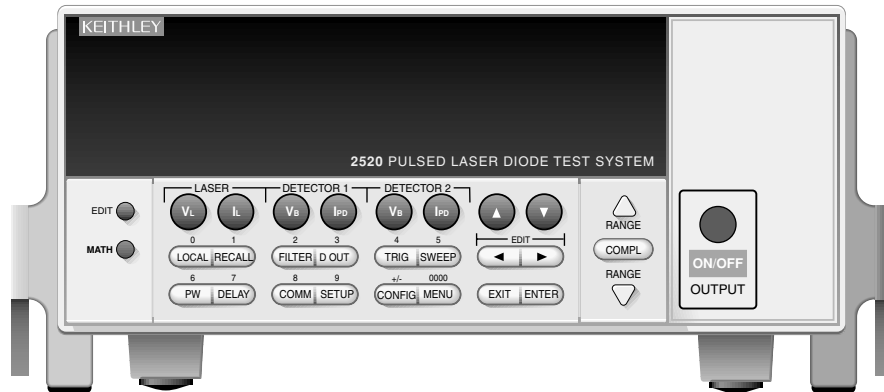 KEITHLEY
2520 PULSED LASER DIODE TEST SYSTEM
LASER DETECTOR 1 DETECTOR 2
EDIT VL IL VB IPD VB IPD ▲ ▼
RANGE
0 1 2 3 4 5 EDIT
MATH LOCAL RECALL FILTER D OUT TRIG SWEEP ◄ ► COMPL
6 7 8 9 +/- 0000
RANGE
PW DELAY COMM SETUP CONFIG MENU EXIT ENTER
ON/OFF
OUTPUT